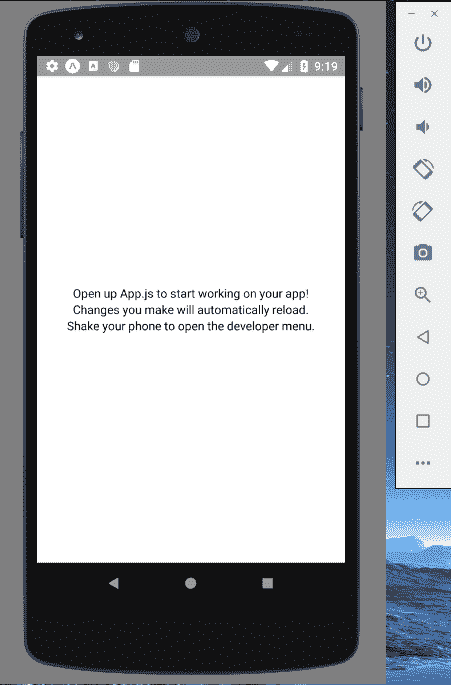 9:19
Open up App.js to start working on your app!
Changes you make will automatically reload.
Shake your phone to open the developer menu.